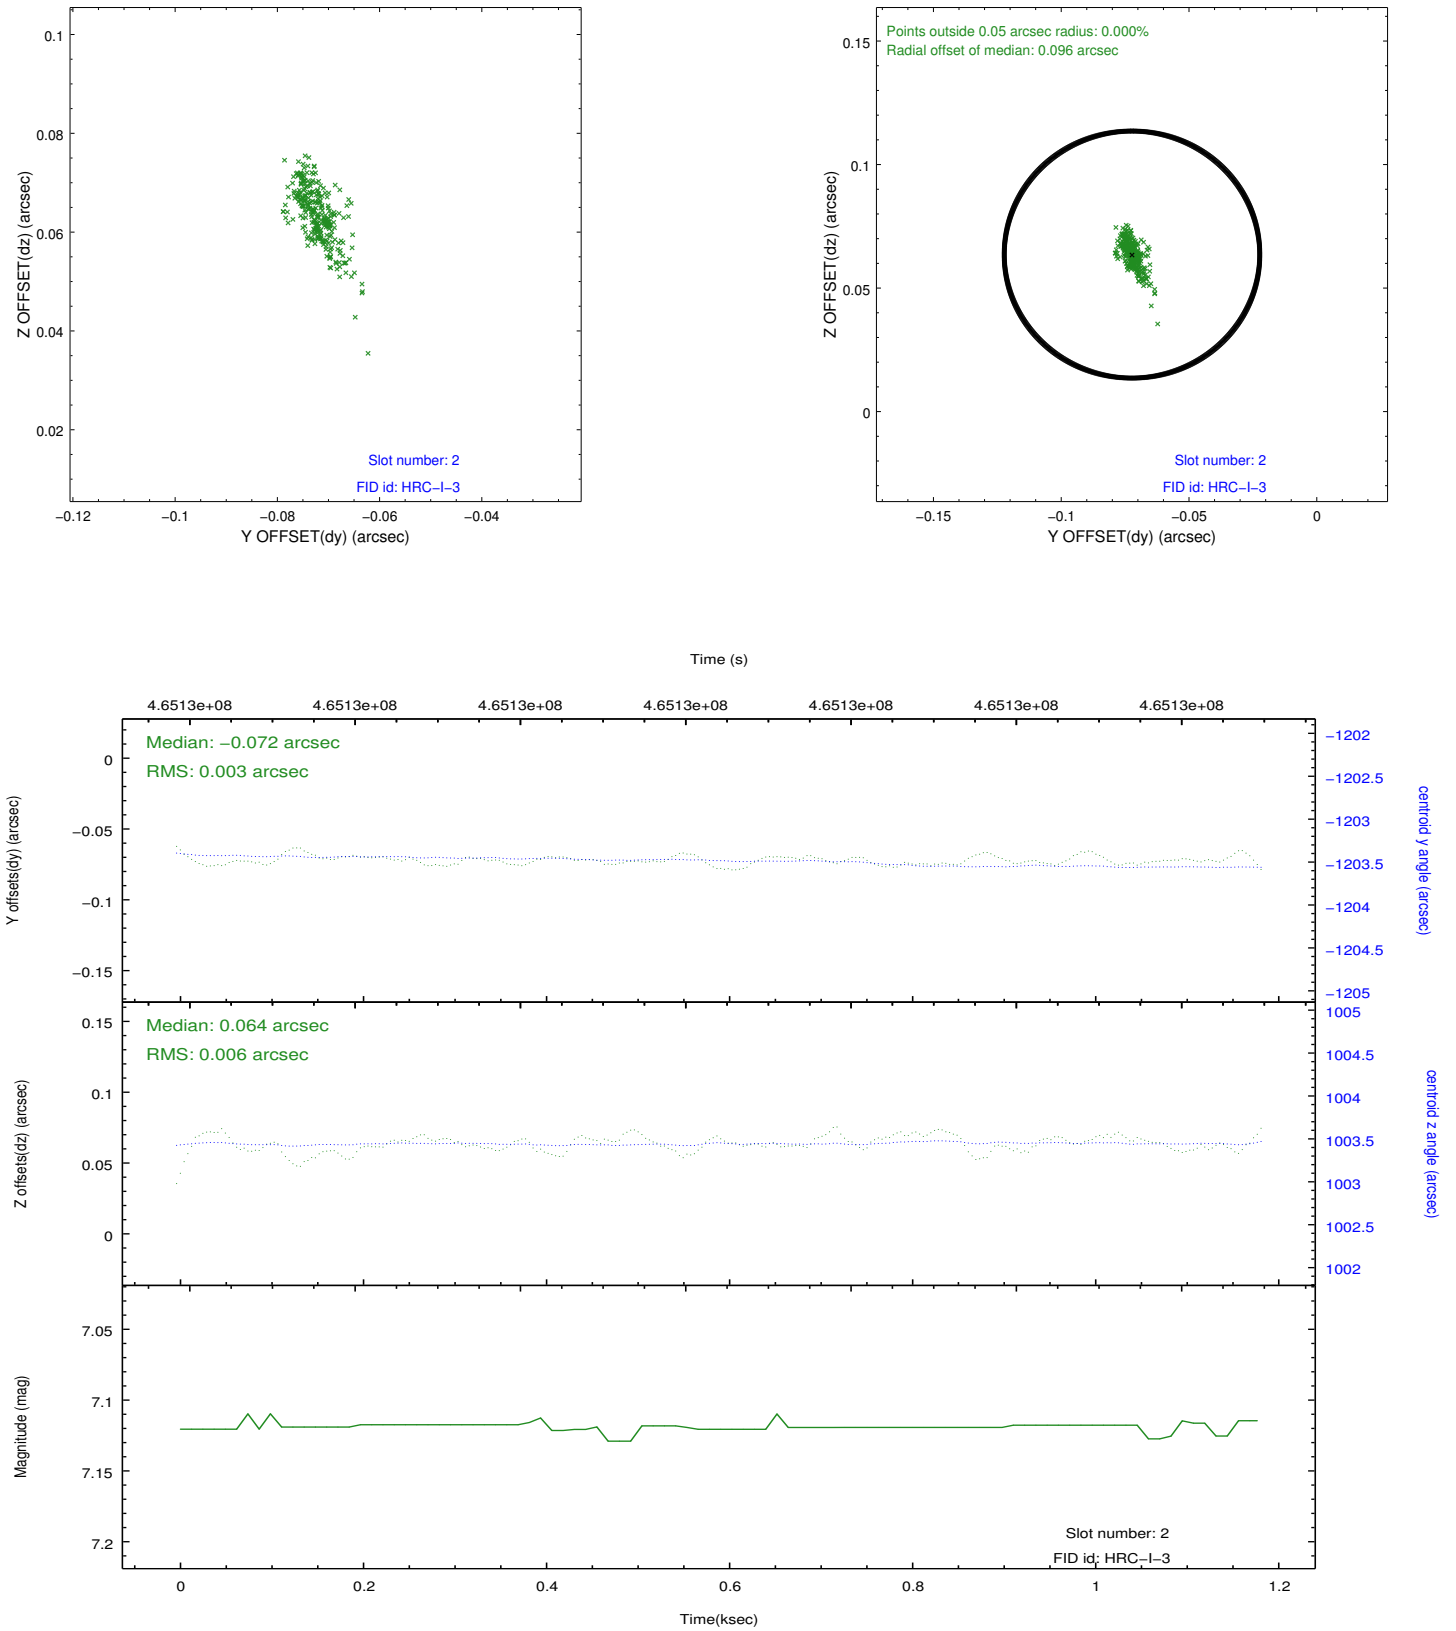 0.1
0.08
0.06
0.04
0.02
Z OFFSET(dz) (arcsec)
Slot number: 2
FID id: HRC−I−3
−0.12 −0.1 −0.08 −0.06 −0.04
Y OFFSET(dy) (arcsec)
Points outside 0.05 arcsec radius: 0.000%
Radial offset of median: 0.096 arcsec
0.15
0.1
0.05
0
Z OFFSET(dz) (arcsec)
Slot number: 2
FID id: HRC−I−3
−0.15 −0.1 −0.05 0
Y OFFSET(dy) (arcsec)
Time (s)
4.6513e+08 4.6513e+08 4.6513e+08 4.6513e+08 4.6513e+08 4.6513e+08 4.6513e+08
Median: −0.072 arcsec
RMS: 0.003 arcsec
0
−0.05
−0.1
−0.15
Y offsets(dy) (arcsec)
−1202
−1202.5
−1203
−1203.5
−1204
−1204.5
−1205
centroid y angle (arcsec)
Median: 0.064 arcsec
RMS: 0.006 arcsec
0.15
0.1
0.05
0
Z offsets(dz) (arcsec)
1005
1004.5
1004
1003.5
1003
1002.5
1002
centroid z angle (arcsec)
7.05
7.1
7.15
7.2
Magnitude (mag)
Slot number: 2
FID id: HRC−I−3
0 0.2 0.4 0.6 0.8 1 1.2
Time(ksec)